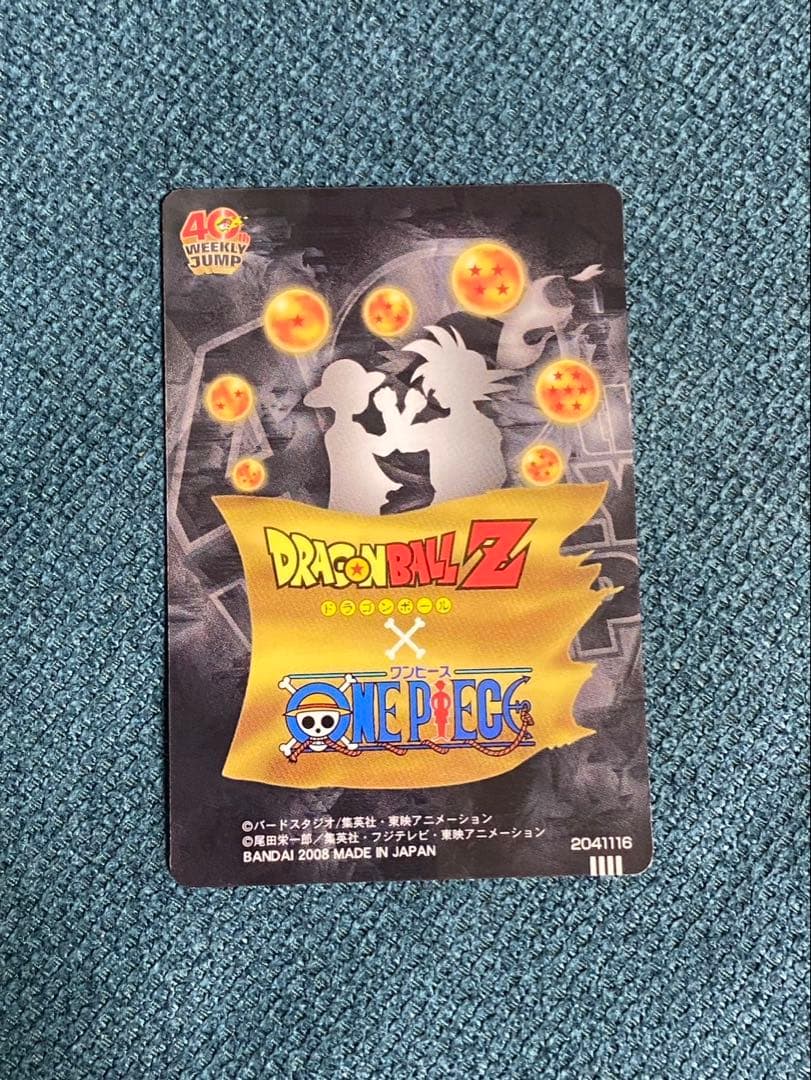 40th
WEEKLY
JUMP
DRAGONBALL Z
ドラゴンボール
ワンピース
ONE PIECE
©バードスタジオ/集英社・東映アニメーション
©尾田栄一郎/集英社・フジテレビ・東映アニメーション
BANDAI 2008 MADE IN JAPAN
2041116